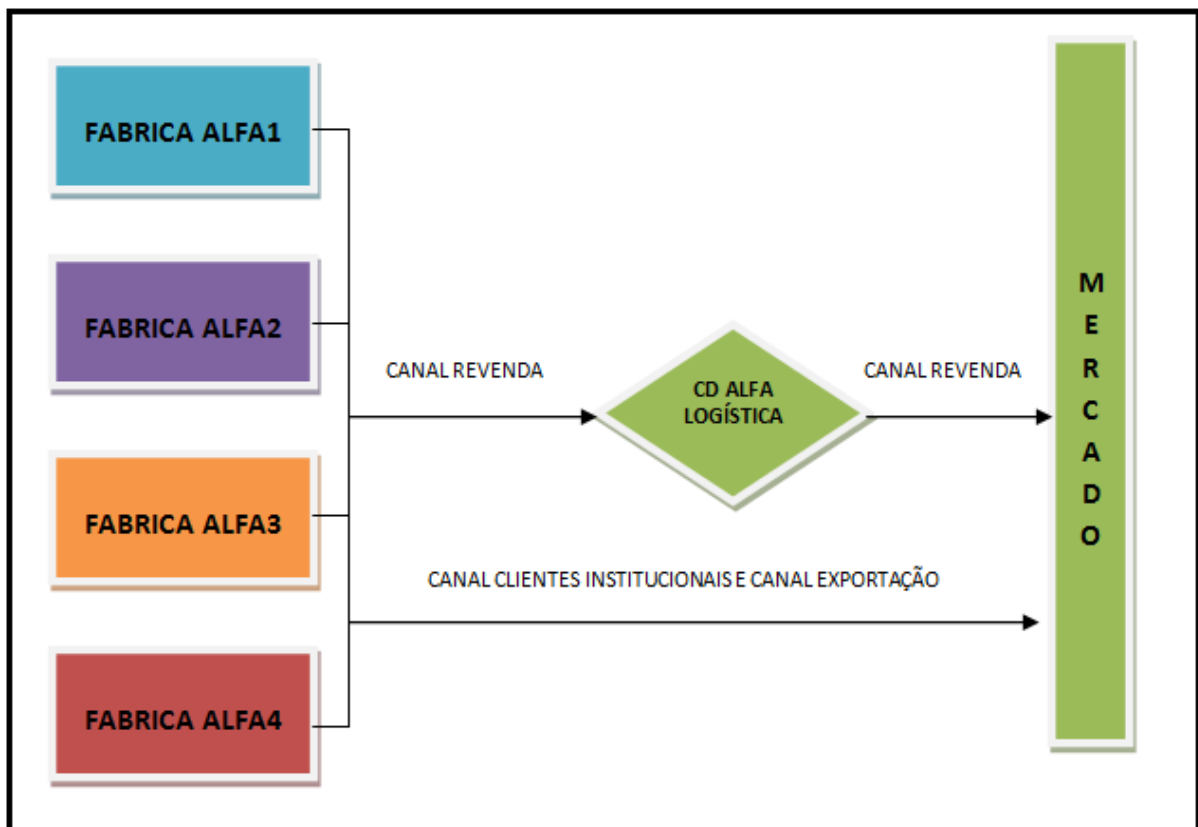 FABRICA ALFA1
FABRICA ALFA2
FABRICA ALFA3
FABRICA ALFA4
CANAL REVENDA
CD ALFA
LOGÍSTICA
CANAL REVENDA
CANAL CLIENTES INSTITUCIONAIS E CANAL EXPORTAÇÃO
M
E
R
C
A
D
O